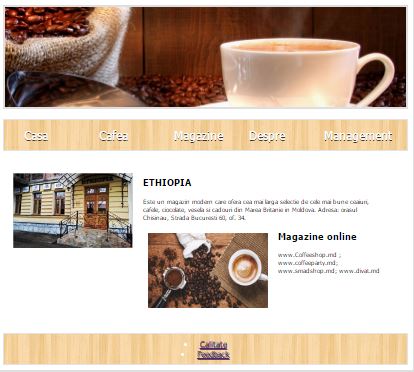 Casa Cafea Magazine Despre Management
ETHIOPIA
Este un magazin modern care ofera cea mai larga selectie de cele mai bune ceaiuri,
cafele, ciocolate, vesela si cadouri din Marea Britanie in Moldova. Adresa: orasul
Chisinau, Strada Bucuresti 60, of. 34.
Magazine online
www.Coffeeshop.md ;
www.coffeeparty.md;
www.smadshop.md; www.divat.md
Calitate
Feedback